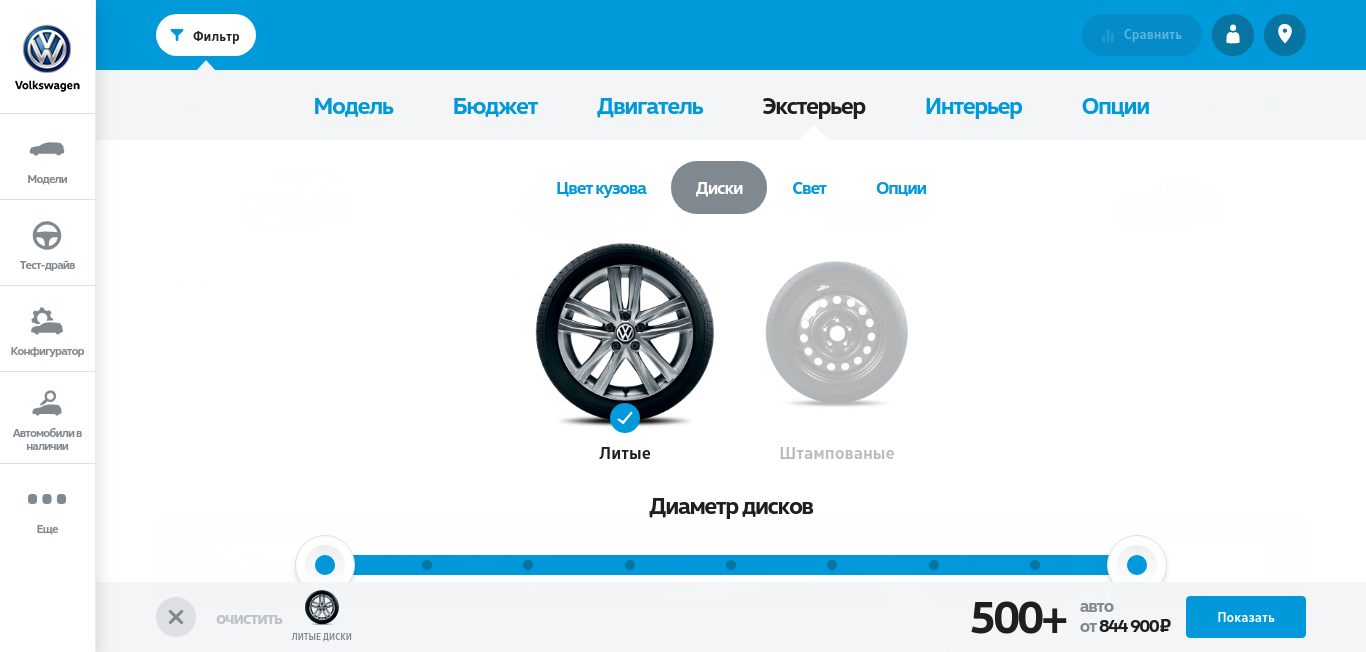 Volkswagen
Модели
Тест-драйв
Конфигуратор
Автомобили в
наличии
Еще
Фильтр
Сравнить
Модель Бюджет Двигатель Экстерьер Интерьер Опции
Цвет кузова Диски Свет Опции
Литые Штампованые
Диаметр дисков
ОЧИСТИТЬ
ЛИТЫЕ ДИСКИ
500+
авто
от 844 900₽
Показать